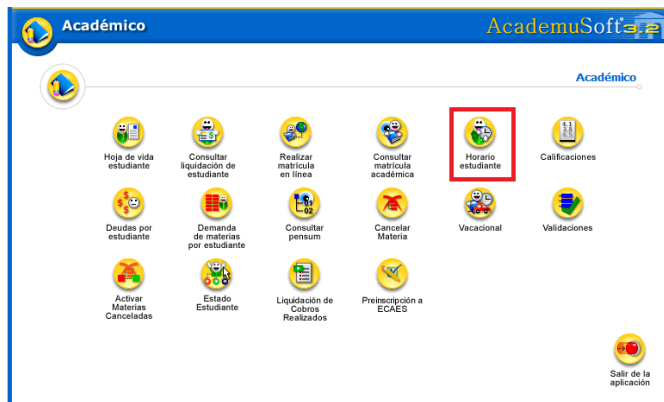 Académico
AcademuSoft 3.2
Académico
Hoja de vida
estudiante
Consultar
liquidación de
estudiante
Realizar
matrícula
en línea
Consultar
matrícula
académica
Horario
estudiante
Calificaciones
Deudas por
estudiante
Demanda
de materias
por estudiante
Consultar
pensum
Cancelar
Materia
Vacacional
Validaciones
Activar
Materias
Canceladas
Estado
Estudiante
Liquidación de
Cobros
Realizados
Preinscripción a
ECAES
Salir de la
aplicación